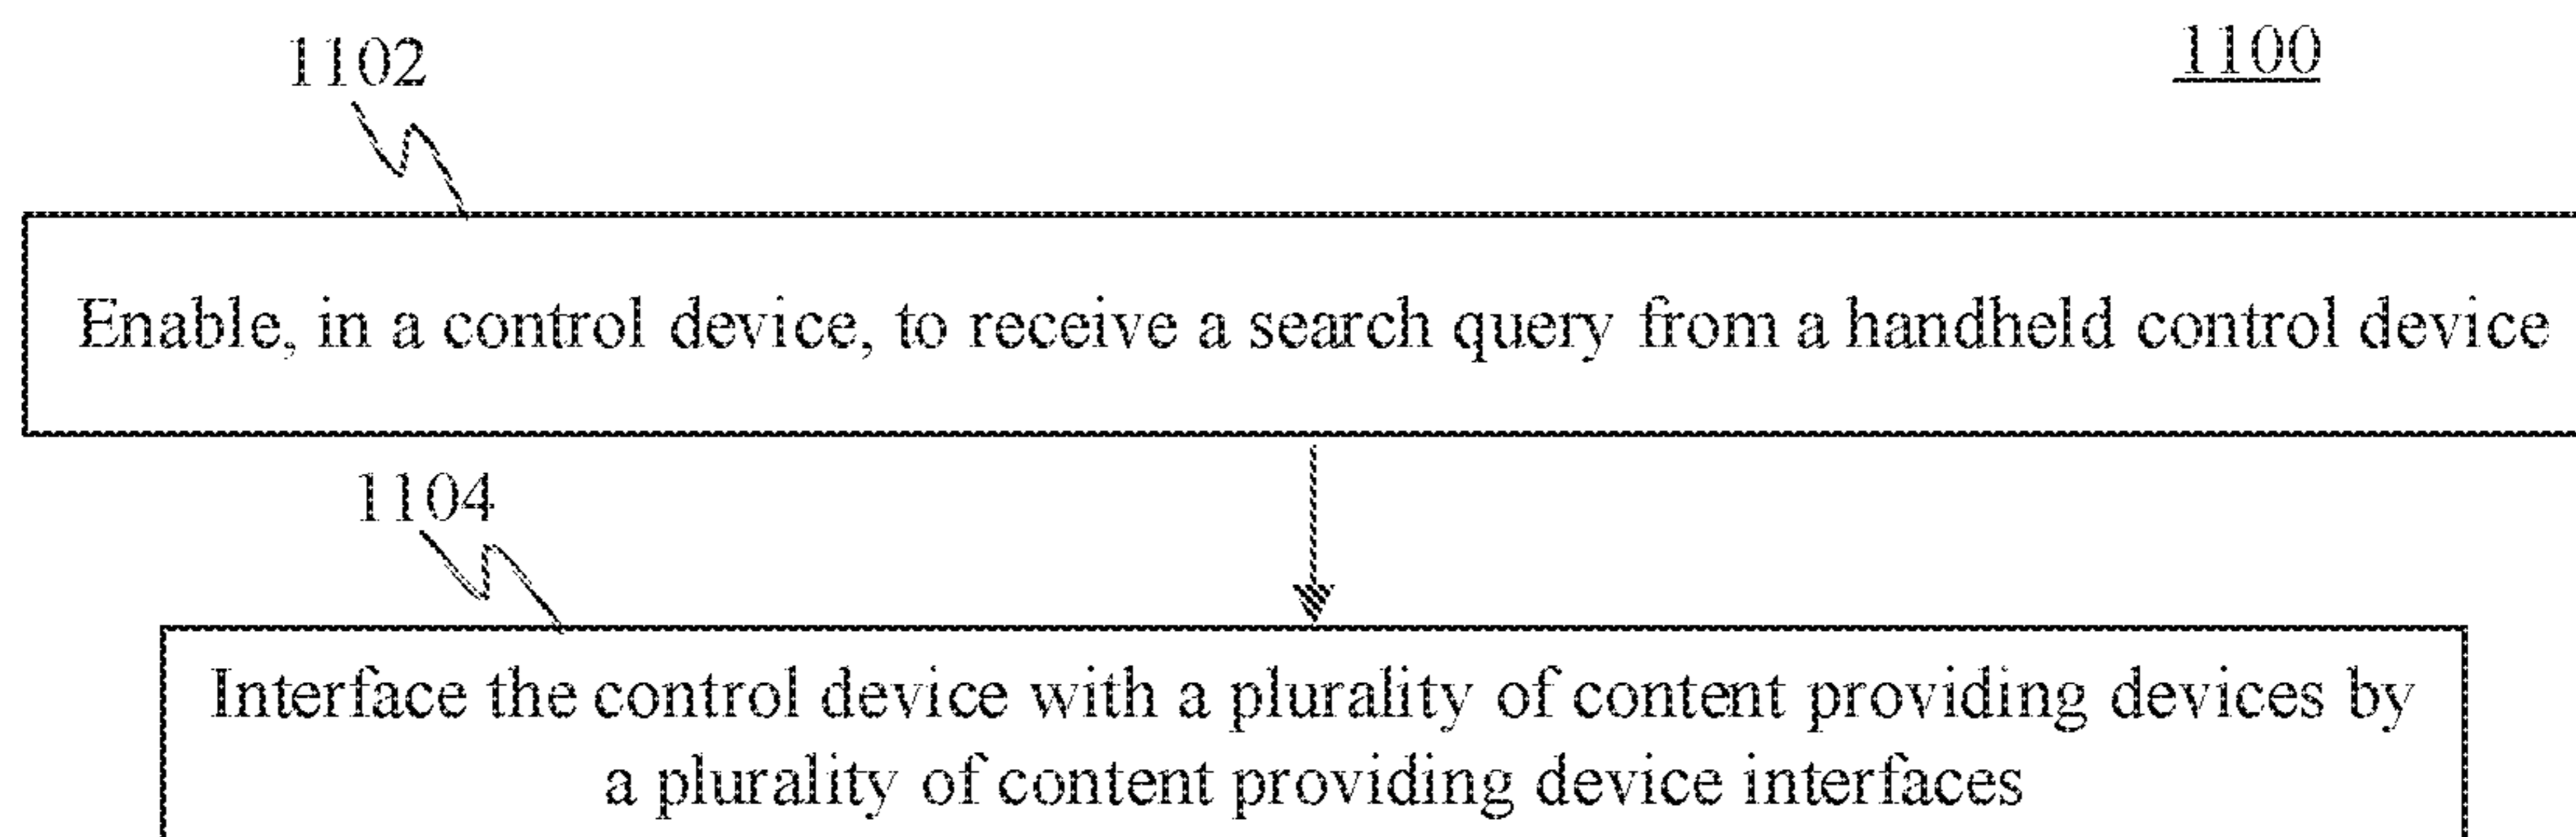 1102
1100
Enable, in a control device, to receive a search query from a handheld control device
1104
Interface the control device with a plurality of content providing devices by
a plurality of content providing device interfaces